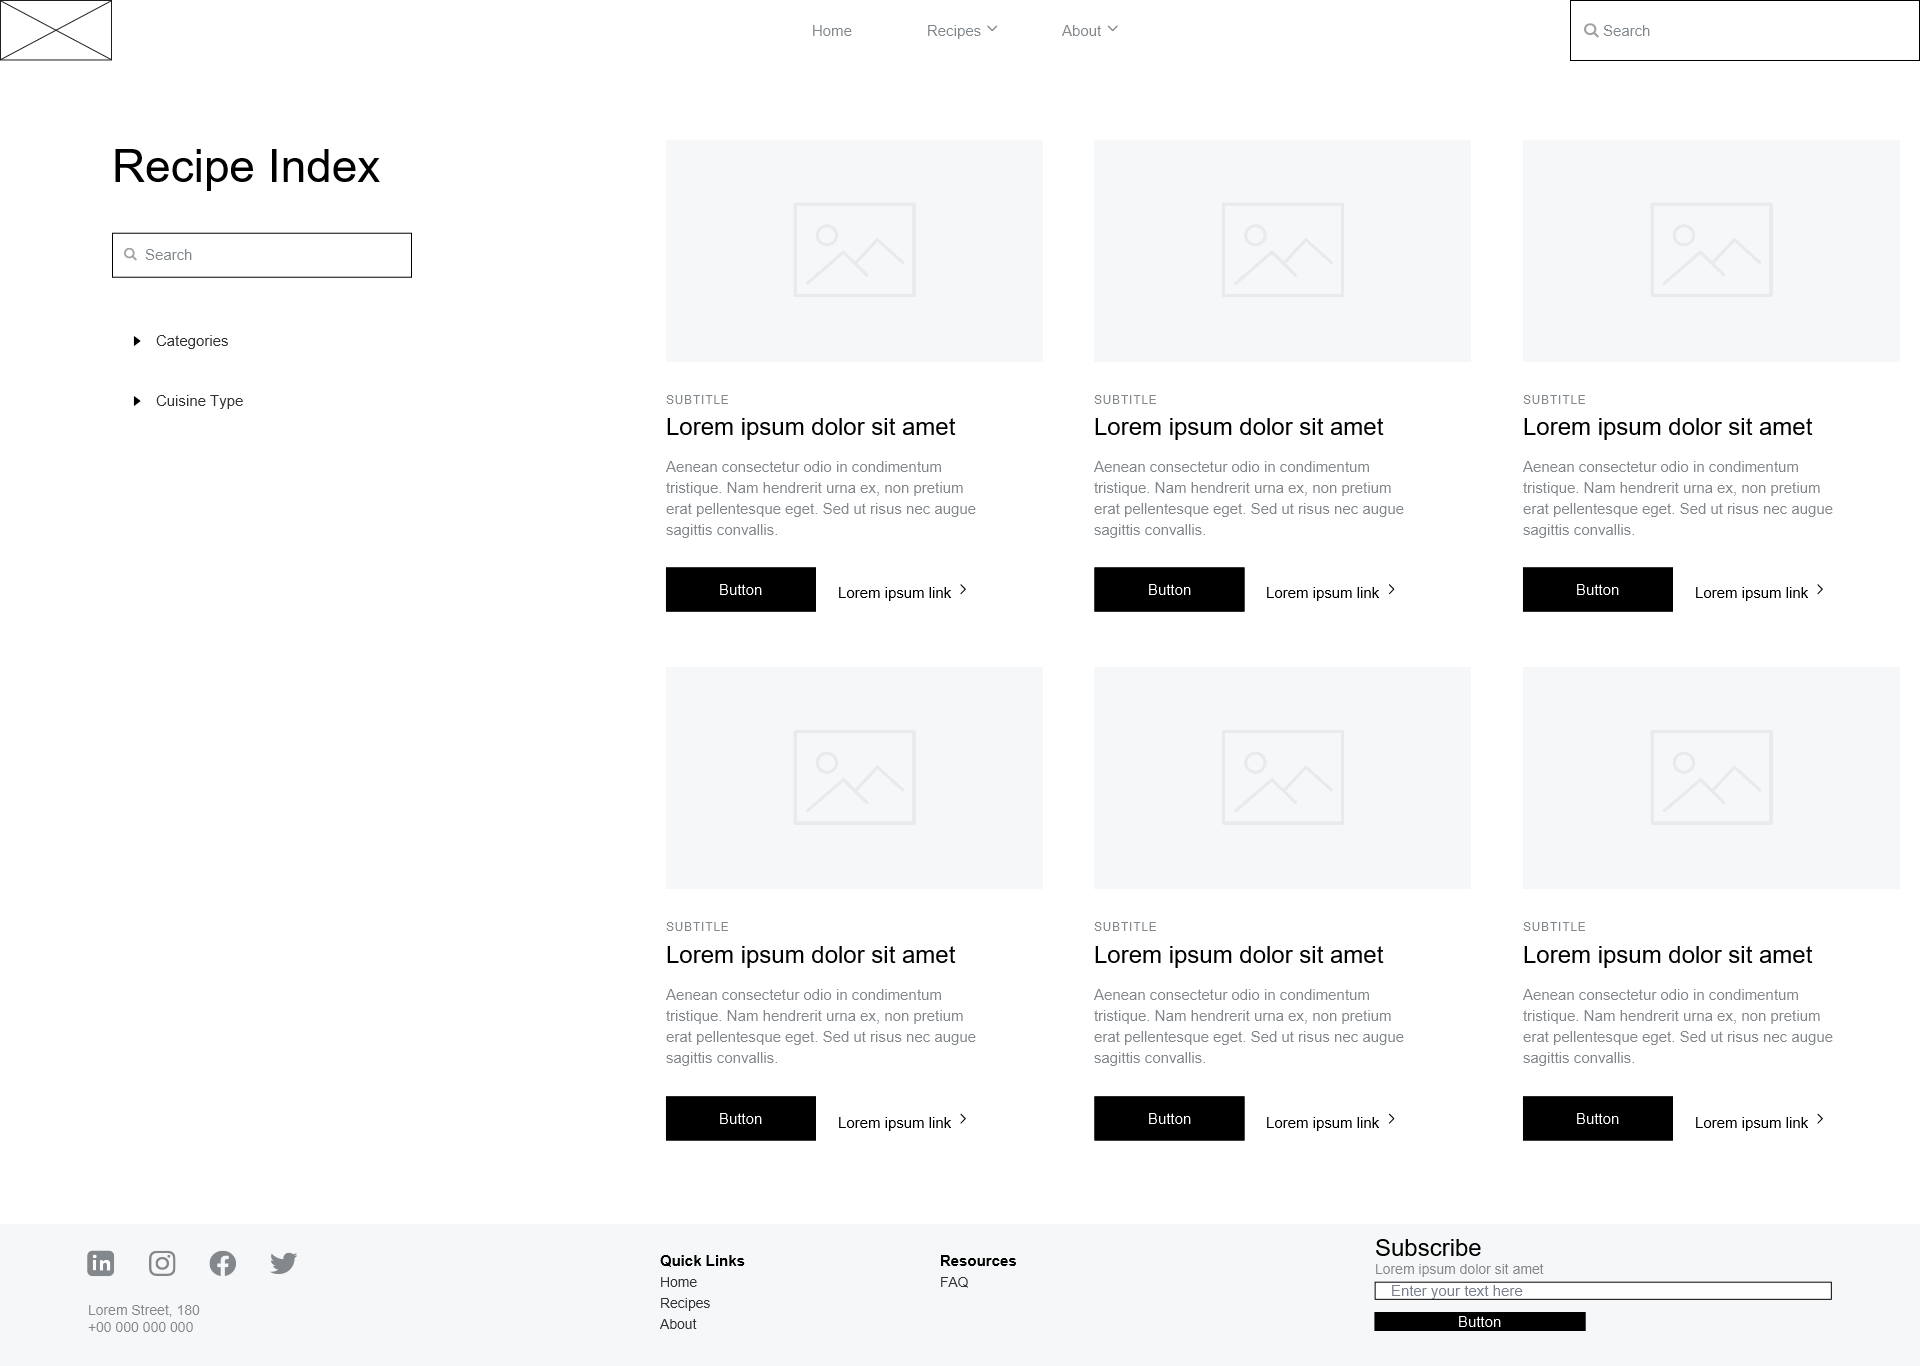 Home
Recipes
About
Search
Recipe Index
Search
Categories
Cuisine Type
SUBTITLE
Lorem ipsum dolor sit amet
Aenean consectetur odio in condimentum
tristique. Nam hendrerit urna ex, non pretium
erat pellentesque eget. Sed ut risus nec augue
sagittis convallis.
Button
Lorem ipsum link
SUBTITLE
Lorem ipsum dolor sit amet
Aenean consectetur odio in condimentum
tristique. Nam hendrerit urna ex, non pretium
erat pellentesque eget. Sed ut risus nec augue
sagittis convallis.
Button
Lorem ipsum link
SUBTITLE
Lorem ipsum dolor sit amet
Aenean consectetur odio in condimentum
tristique. Nam hendrerit urna ex, non pretium
erat pellentesque eget. Sed ut risus nec augue
sagittis convallis.
Button
Lorem ipsum link
SUBTITLE
Lorem ipsum dolor sit amet
Aenean consectetur odio in condimentum
tristique. Nam hendrerit urna ex, non pretium
erat pellentesque eget. Sed ut risus nec augue
sagittis convallis.
Button
Lorem ipsum link
SUBTITLE
Lorem ipsum dolor sit amet
Aenean consectetur odio in condimentum
tristique. Nam hendrerit urna ex, non pretium
erat pellentesque eget. Sed ut risus nec augue
sagittis convallis.
Button
Lorem ipsum link
SUBTITLE
Lorem ipsum dolor sit amet
Aenean consectetur odio in condimentum
tristique. Nam hendrerit urna ex, non pretium
erat pellentesque eget. Sed ut risus nec augue
sagittis convallis.
Button
Lorem ipsum link
in
Lorem Street, 180
+00 000 000 000
Quick Links
Home
Recipes
About
Resources
FAQ
Subscribe
Lorem ipsum dolor sit amet
Enter your text here
Button